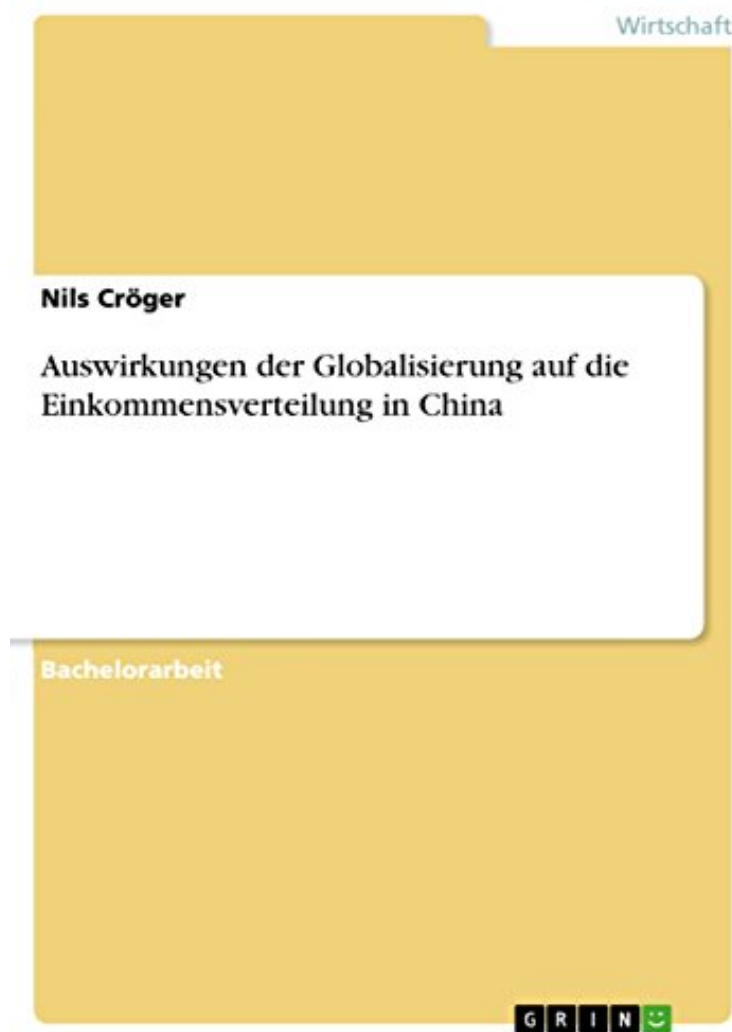 Wirtschaft
Nils Cröger
Auswirkungen der Globalisierung auf die
Einkommensverteilung in China
Bachelorarbeit
GRIN